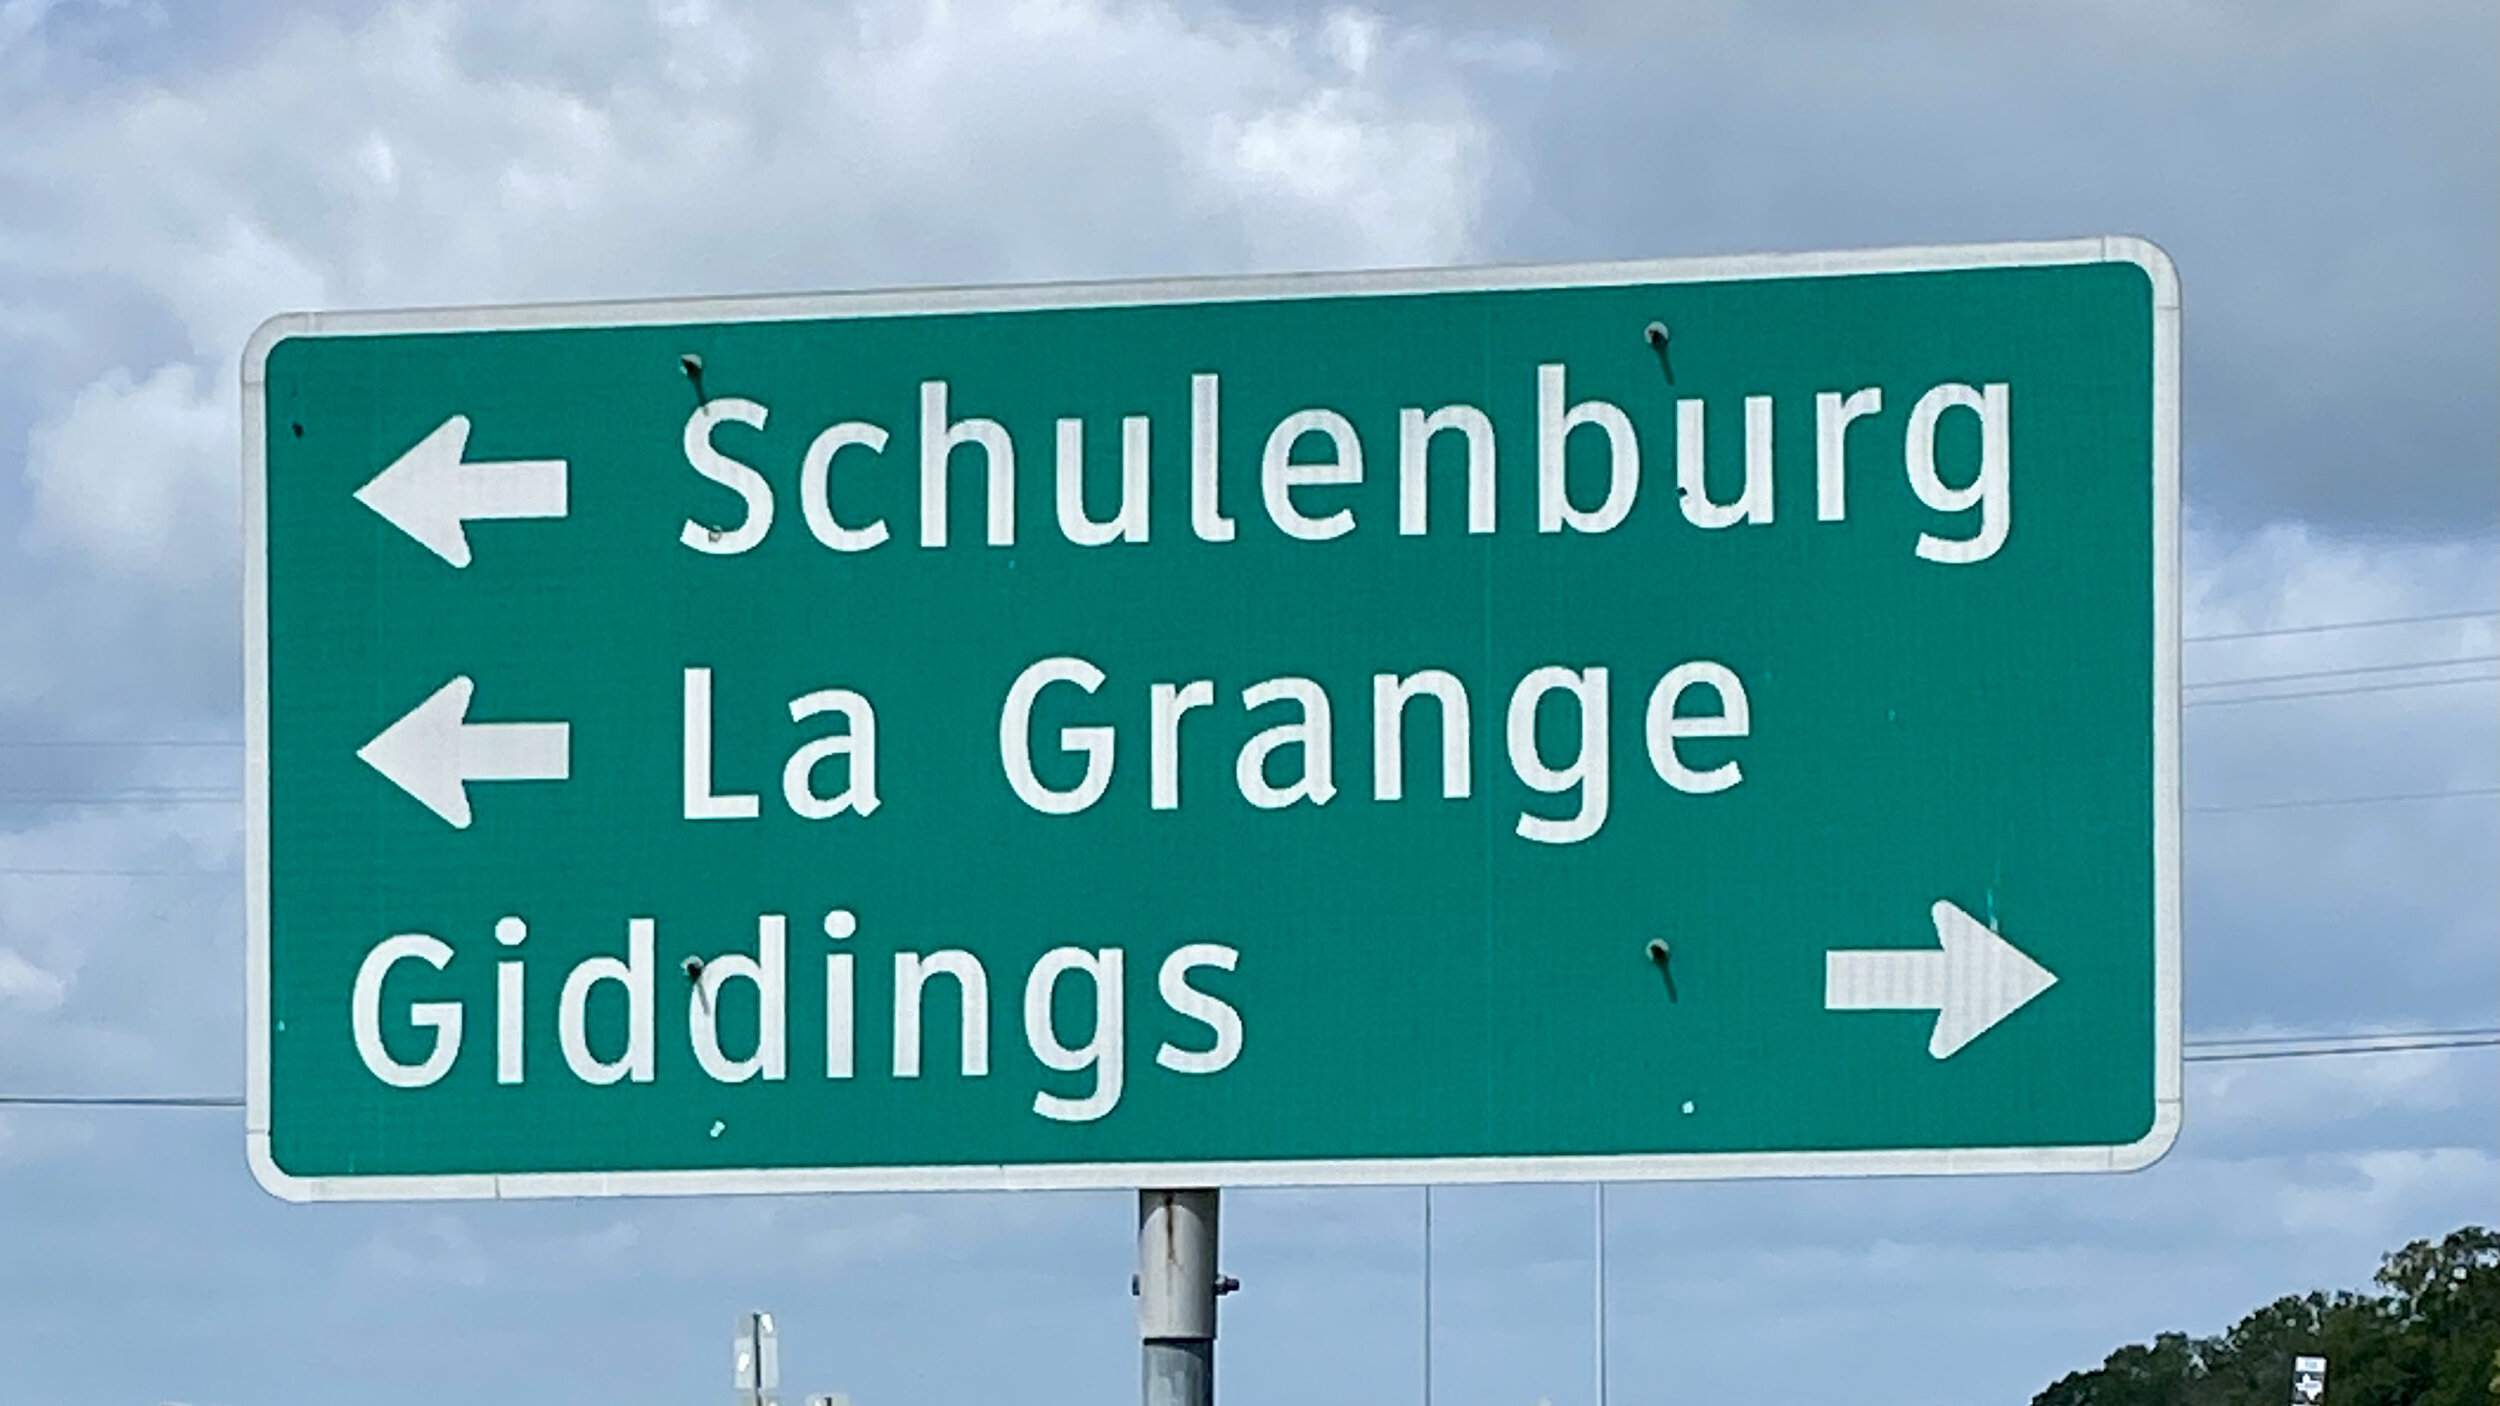 ← Schulenburg
← La Grange
Giddings →